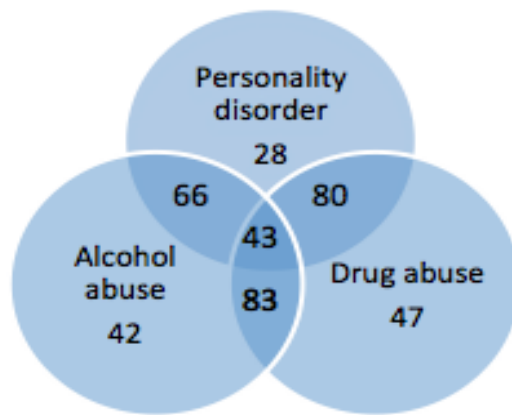 Personality
disorder
28
66
80
43
Alcohol
abuse
42
83
Drug abuse
47